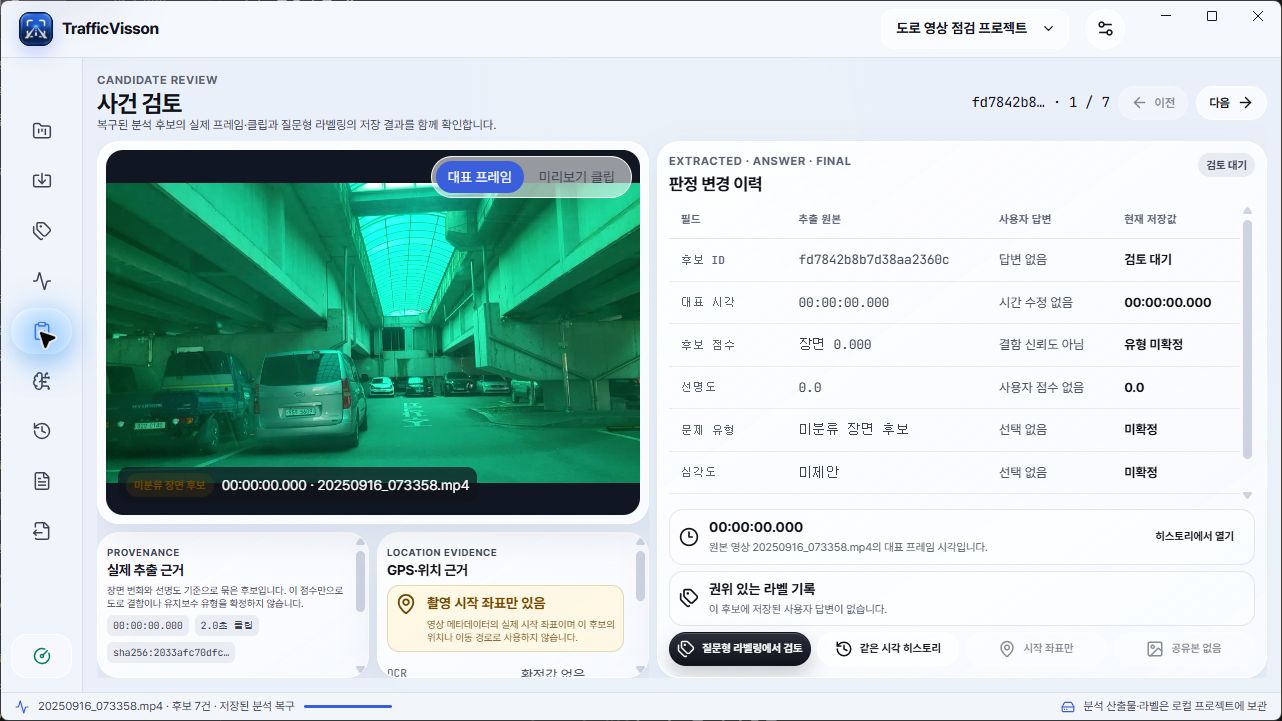 TrafficVisson
도로 영상 점검 프로젝트
CANDIDATE REVIEW
사건 검토
복구된 분석 후보의 실제 프레임·클립과 질문형 라벨링의 저장 결과를 함께 확인합니다.
fd7842b8… · 1 / 7
이전
다음
대표 프레임
미리보기 클립
미분류 장면 후보
00:00:00.000 · 20250916_073358.mp4
PROVENANCE
실제 추출 근거
장면 변화와 선명도 기준으로 묶은 후보입니다. 이 점수만으로
도로 결함이나 유지보수 유형을 확정하지 않습니다.
00:00:00.000
2.0초 클립
sha256:2033afc70dfc…
LOCATION EVIDENCE
GPS·위치 근거
촬영 시작 좌표만 있음
영상 메타데이터의 실제 시작 좌표이며 이 후보의
위치나 이동 경로로 사용하지 않습니다.
OCR 확정값 없음
EXTRACTED · ANSWER · FINAL
판정 변경 이력
검토 대기
필드 추출 원본 사용자 답변 현재 저장값
후보 ID fd7842b8b7d38aa2360c 답변 없음 검토 대기
대표 시각 00:00:00.000 시간 수정 없음 00:00:00.000
후보 점수 장면 0.000 결함 신뢰도 아님 유형 미확정
선명도 0.0 사용자 점수 없음 0.0
문제 유형 미분류 장면 후보 선택 없음 미확정
심각도 미제안 선택 없음 미확정
00:00:00.000
원본 영상 20250916_073358.mp4의 대표 프레임 시각입니다.
히스토리에서 열기
권위 있는 라벨 기록
이 후보에 저장된 사용자 답변이 없습니다.
질문형 라벨링에서 검토
같은 시각 히스토리
시작 좌표만
공유본 없음
20250916_073358.mp4 · 후보 7건 · 저장된 분석 복구
분석 산출물·라벨은 로컬 프로젝트에 보관